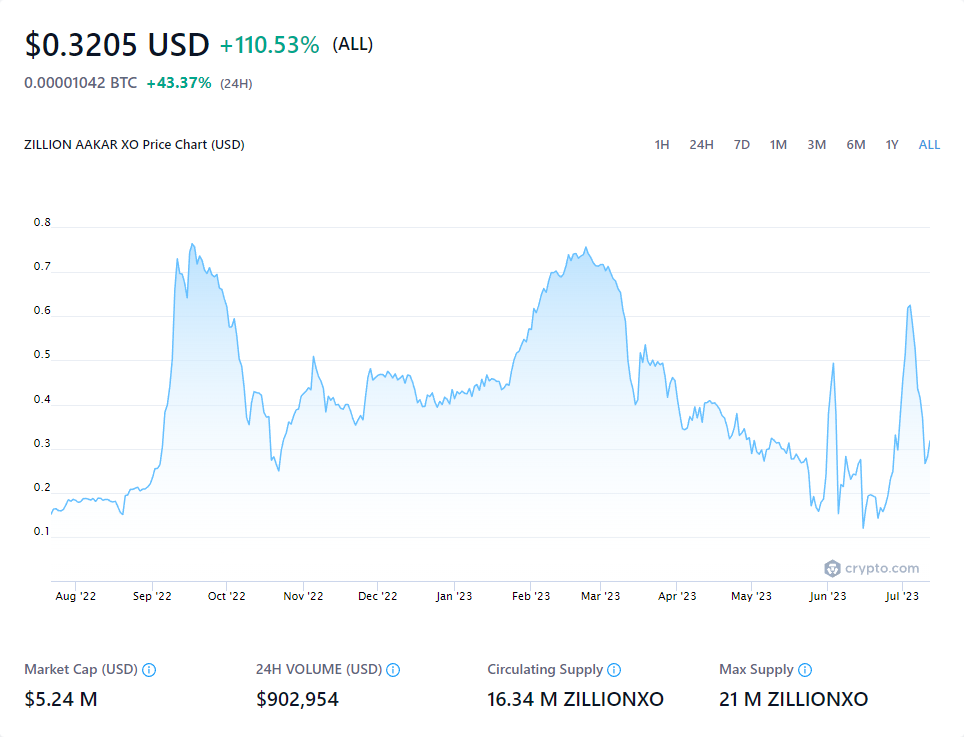 $0.3205 USD +110.53% (ALL)
0.00001042 BTC +43.37% (24H)
ZILLION AAKAR XO Price Chart (USD) 1H 24H 7D 1M 3M 6M 1Y ALL
0.8
0.7
0.6
0.5
0.4
0.3
0.2
0.1
crypto.com
Aug '22 Sep '22 Oct '22 Nov '22 Dec '22 Jan '23 Feb '23 Mar '23 Apr '23 May '23 Jun '23 Jul '23
Market Cap (USD) 24H VOLUME (USD) Circulating Supply Max Supply
$5.24 M $902,954 16.34 M ZILLIONXO 21 M ZILLIONXO